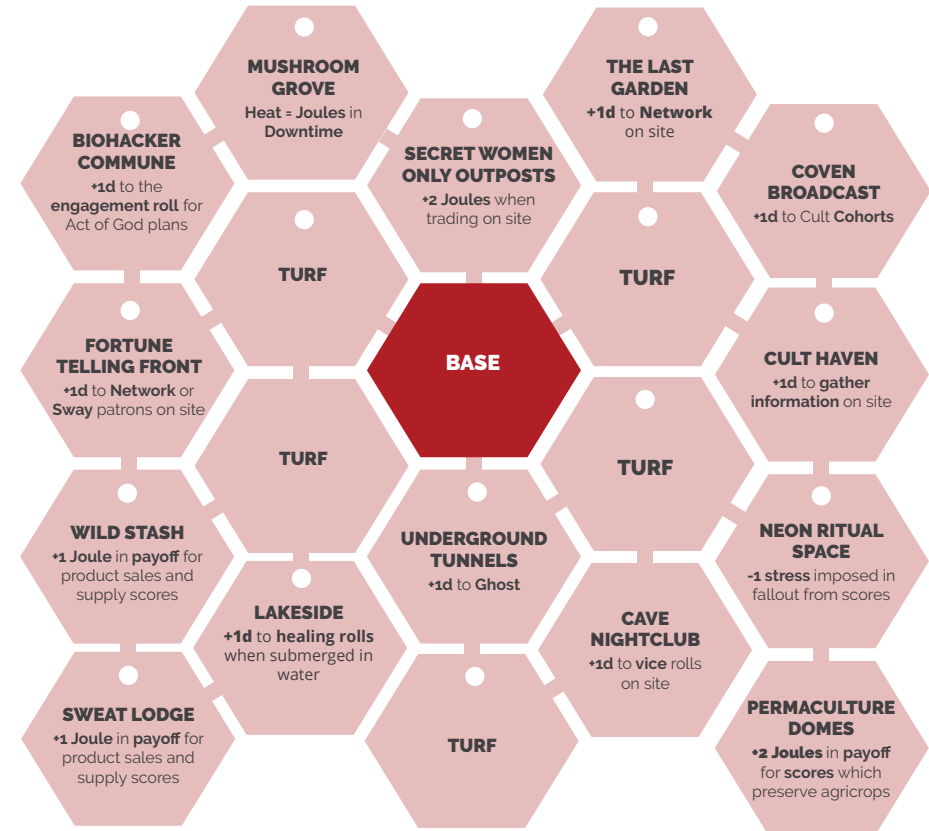 MUSHROOM
GROVE
Heat = Joules in
Downtime
THE LAST
GARDEN
+1d to Network
on site
BIOHACKER
COMMUNE
+1d to the
engagement roll for
Act of God plans
SECRET WOMEN
ONLY OUTPOSTS
+2 Joules when
trading on site
COVEN
BROADCAST
+1d to Cult Cohorts
TURF
TURF
FORTUNE
TELLING FRONT
+1d to Network or
Sway patrons on site
BASE
CULT HAVEN
+1d to gather
information on site
TURF
TURF
WILD STASH
+1 Joule in payoff for
product sales and
supply scores
UNDERGROUND
TUNNELS
+1d to Ghost
NEON RITUAL
SPACE
-1 stress imposed in
fallout from scores
LAKESIDE
+1d to healing rolls
when submerged in
water
CAVE
NIGHTCLUB
+1d to vice rolls
on site
SWEAT LODGE
+1 Joule in payoff for
product sales and
supply scores
TURF
PERMACULTURE
DOMES
+2 Joules in payoff
for scores which
preserve agricrops